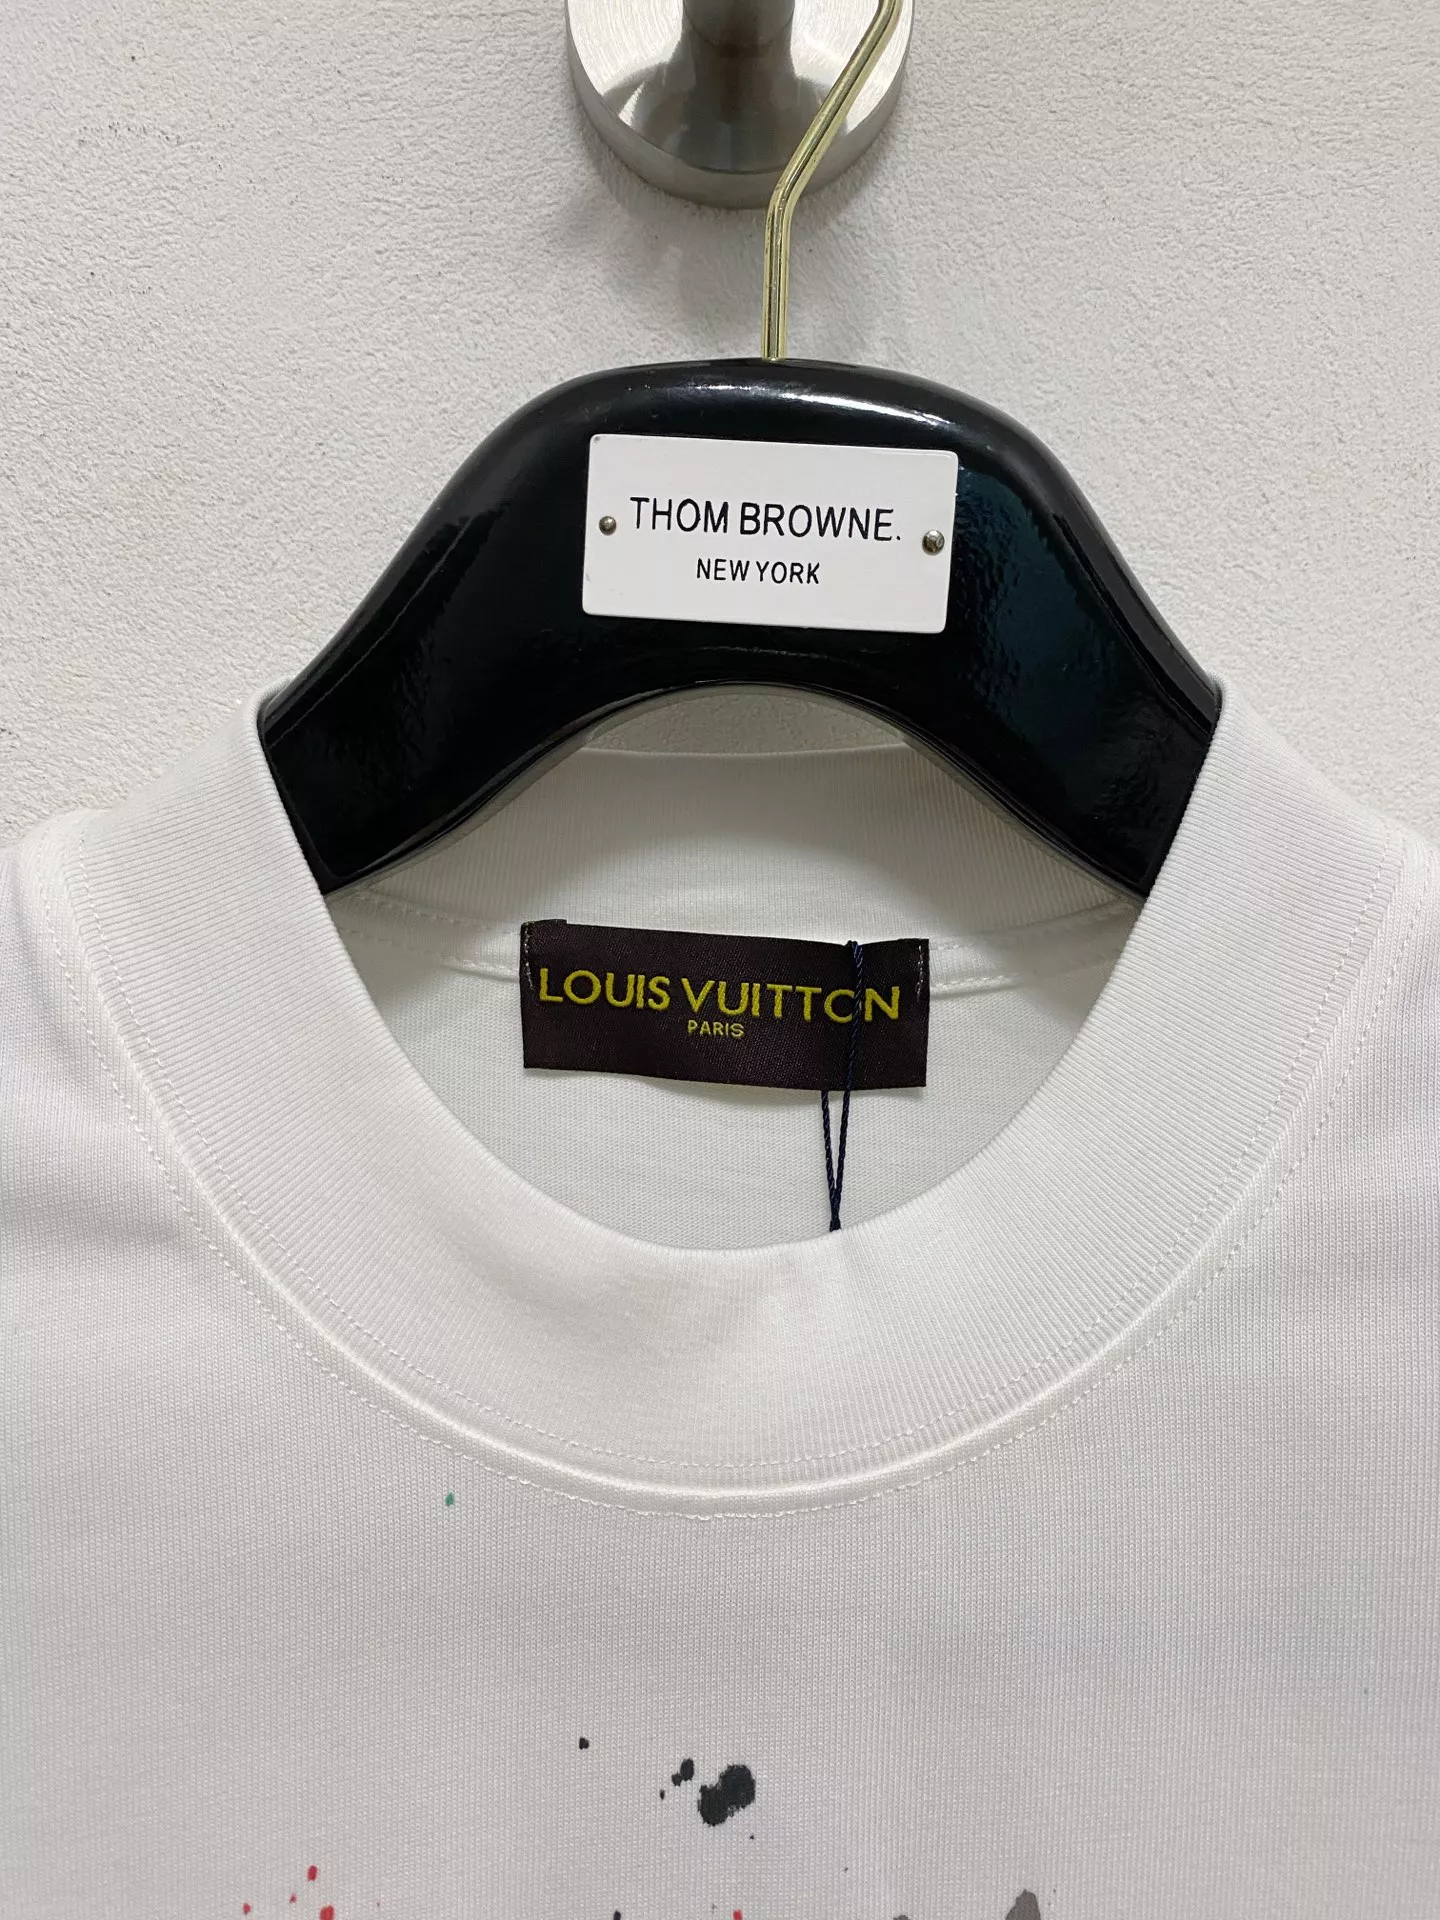 THOM BROWNE.
NEW YORK
LOUIS VUITTON
PARIS